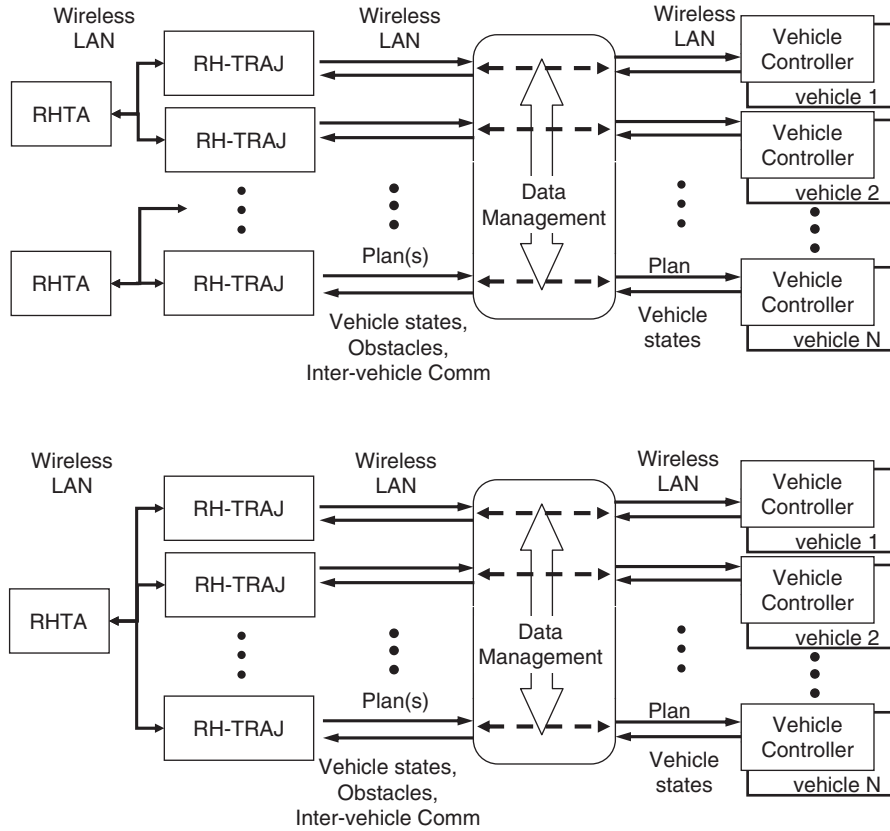 Wireless
LAN
Wireless
LAN
Wireless
LAN
RHTA
RH-TRAJ
RH-TRAJ
Vehicle
Controller
vehicle 1
Vehicle
Controller
vehicle 2
Data
Management
RHTA
RH-TRAJ
Plan(s)
Plan
Vehicle
Controller
vehicle N
Vehicle states,
Obstacles,
Inter-vehicle Comm
Vehicle
states
Wireless
LAN
Wireless
LAN
Wireless
LAN
RHTA
RH-TRAJ
RH-TRAJ
Vehicle
Controller
vehicle 1
Vehicle
Controller
vehicle 2
Data
Management
RH-TRAJ
Plan(s)
Plan
Vehicle
Controller
vehicle N
Vehicle states,
Obstacles,
Inter-vehicle Comm
Vehicle
states